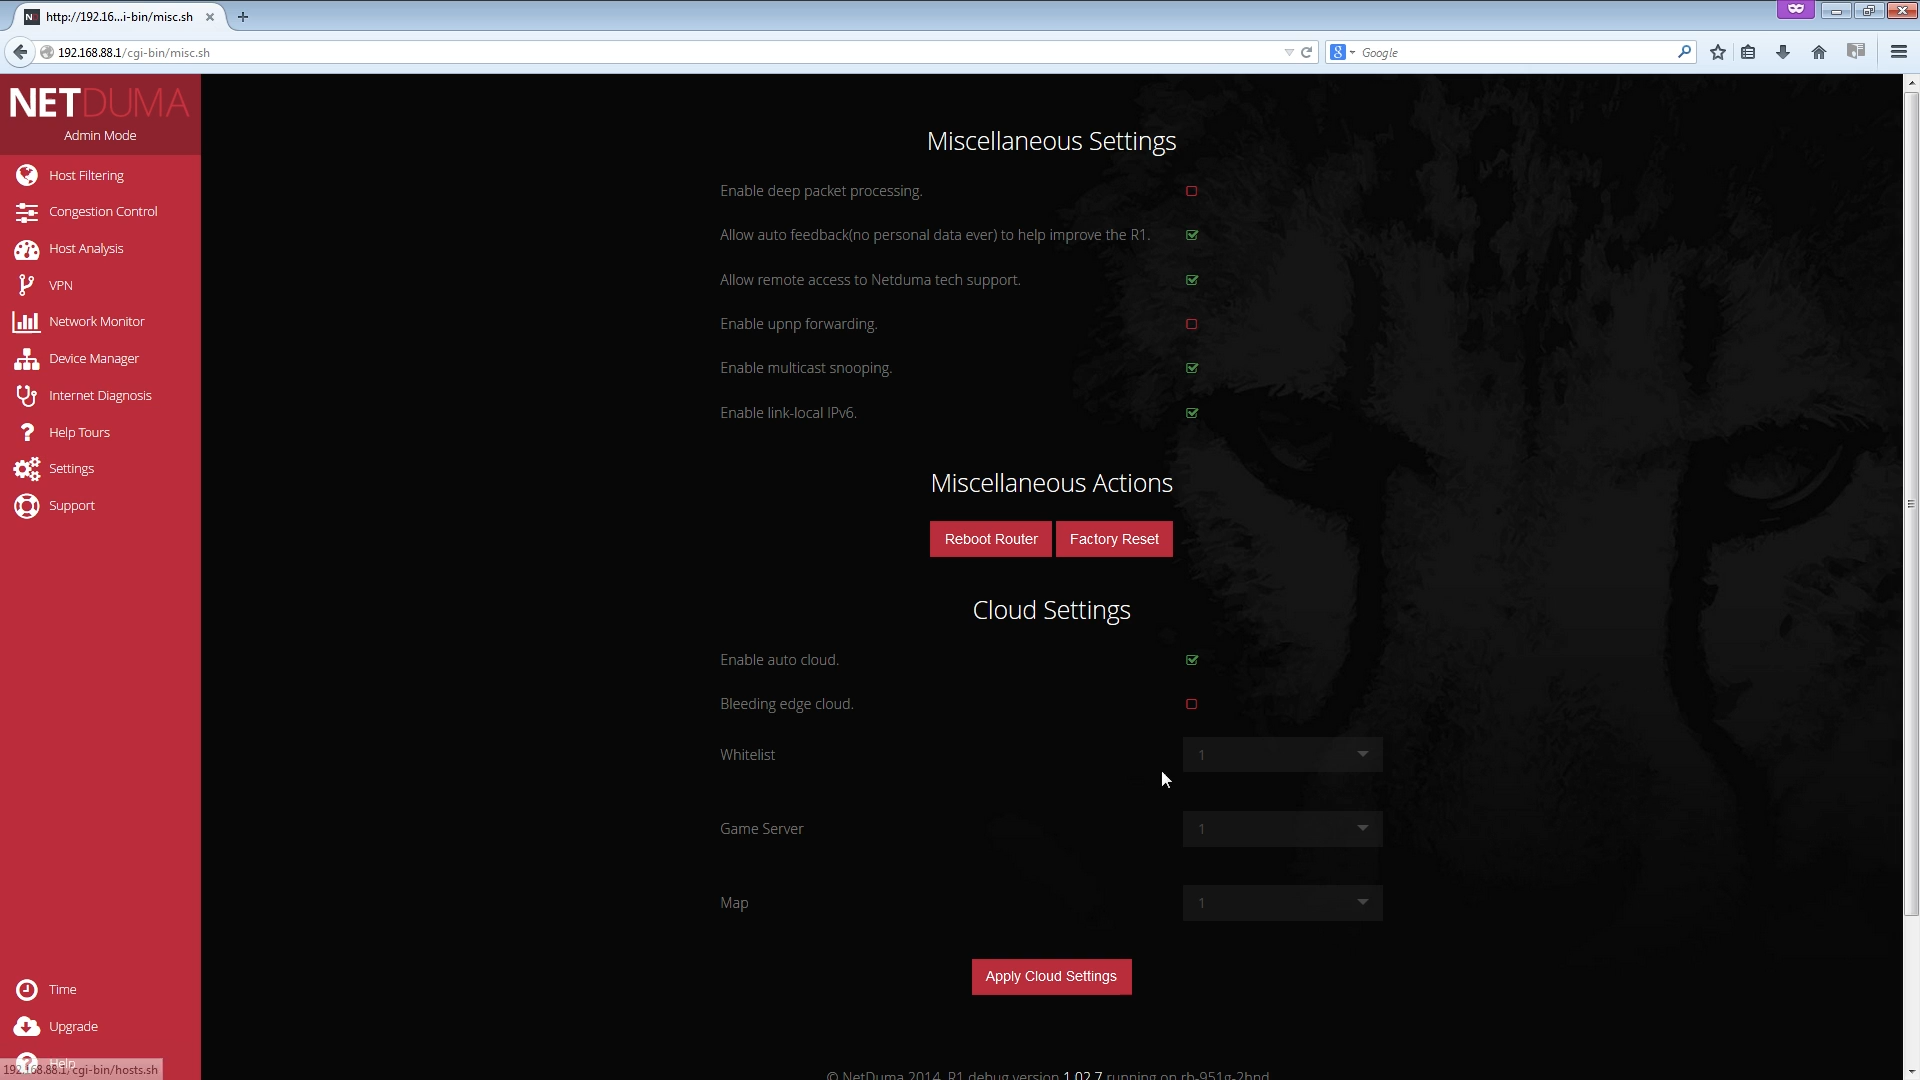 http://192.16...i-bin/misc.sh
192.168.88.1/cgi-bin/misc.sh
Google
NETDUMA
Admin Mode
Host Filtering
Congestion Control
Host Analysis
VPN
Network Monitor
Device Manager
Internet Diagnosis
Help Tours
Settings
Support
Time
Upgrade
Help
192.168.88.1/cgi-bin/hosts.sh
Miscellaneous Settings
Enable deep packet processing.
Allow auto feedback(no personal data ever) to help improve the R1.
Allow remote access to Netduma tech support.
Enable upnp forwarding.
Enable multicast snooping.
Enable link-local IPv6.
Miscellaneous Actions
Reboot Router Factory Reset
Cloud Settings
Enable auto cloud.
Bleeding edge cloud.
Whitelist 1
Game Server 1
Map 1
Apply Cloud Settings
© NetDuma 2014. R1 debug version 1.02.7 running on rb-951g-2hnd